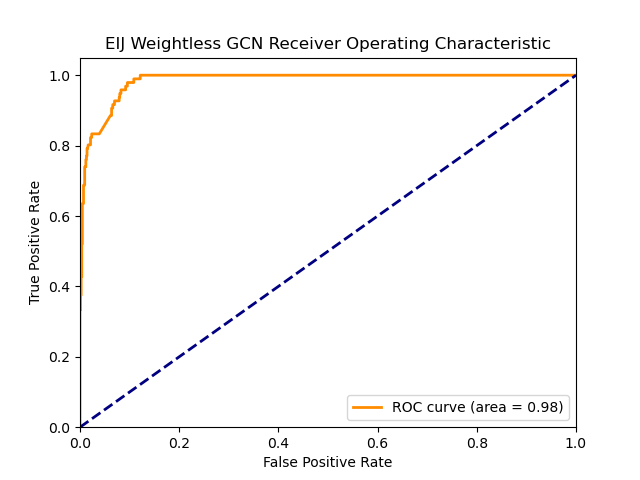 EIJ Weightless GCN Receiver Operating Characteristic
True Positive Rate
1.0
0.8
0.6
0.4
0.2
0.0
ROC curve (area = 0.98)
0.0 0.2 0.4 0.6 0.8 1.0
False Positive Rate